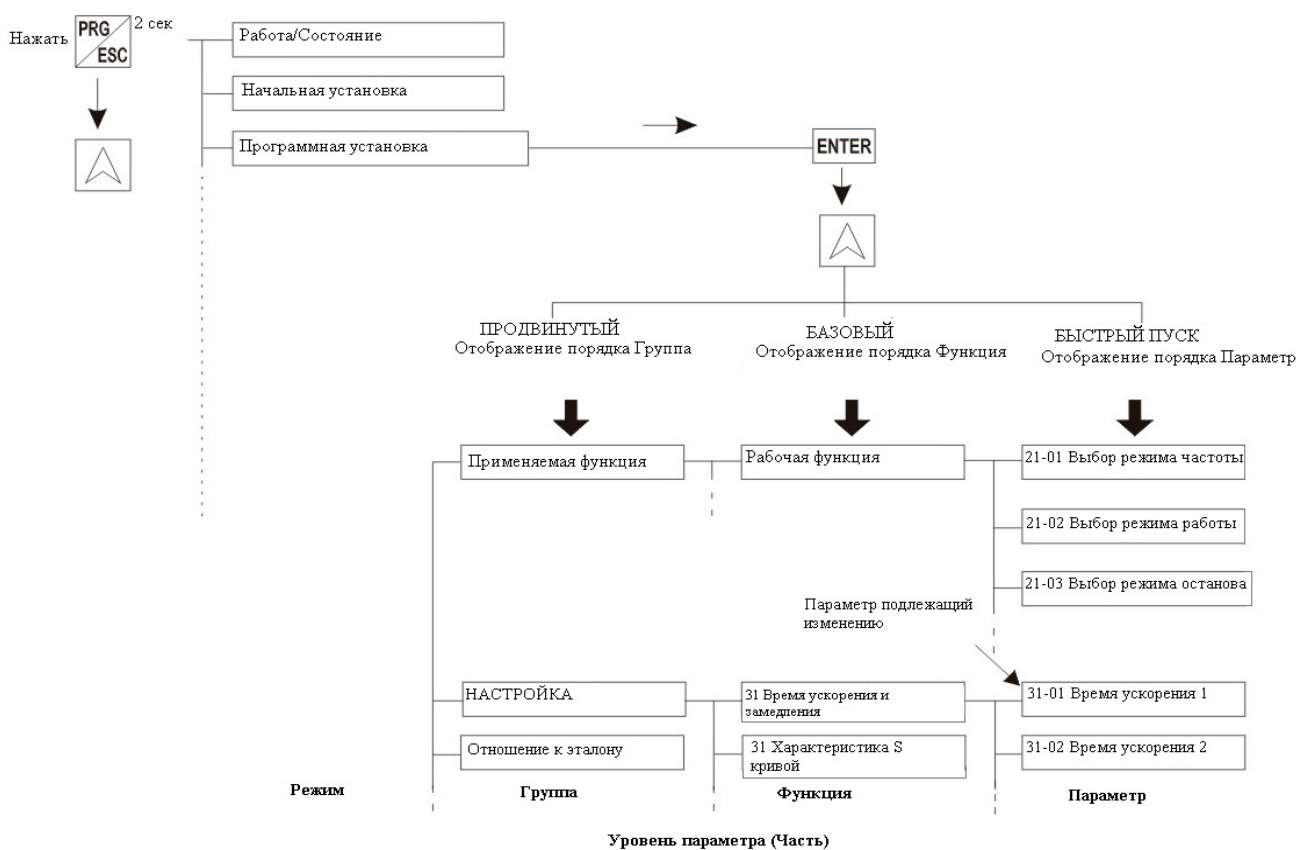 Нажать PRG ESC 2 сек
Работа/Состояние
Начальная установка
Программная установка
ENTER
ПРОДВИНУТЫЙ
Отображение порядка Группа
БАЗОВЫЙ
Отображение порядка Функция
БЫСТРЫЙ ПУСК
Отображение порядка Параметр
Применяемая функция
Рабочая функция
21-01 Выбор режима частоты
21-02 Выбор режима работы
21-03 Выбор режима останова
Параметр подлежащий
изменению
НАСТРОЙКА
31 Время ускорения и
замедления
31-01 Время ускорения 1
Отношение к эталону
31 Характеристика S
кривой
31-02 Время ускорения 2
Режим
Группа
Функция
Параметр
Уровень параметра (Часть)